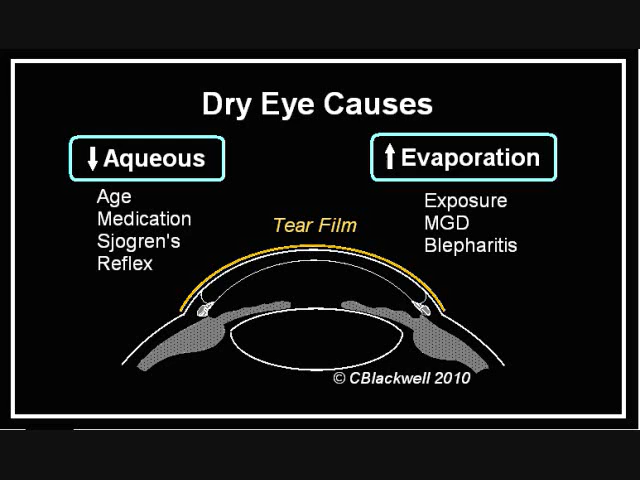 Dry Eye Causes
↓ Aqueous
Age
Medication
Sjogren's
Reflex
↑ Evaporation
Exposure
MGD
Blepharitis
Tear Film
© CBlackwell 2010